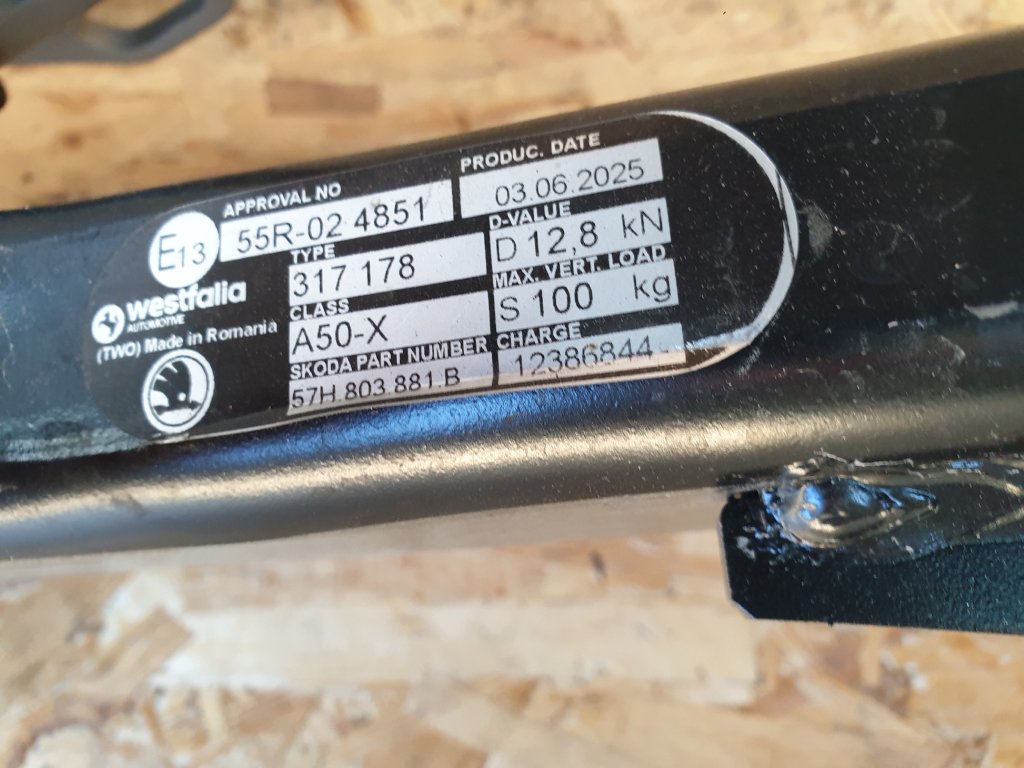 APPROVAL NO
PRODUC. DATE
E13
55R-02 4851
03.06.2025
TYPE
D-VALUE
317 178
D 12,8 kN
westfalia
AUTOMOTIVE
CLASS
MAX. VERT. LOAD
A50-X
S 100 kg
(TWO) Made in Romania
SKODA PART NUMBER
CHARGE
57H.803.881.B
12386844